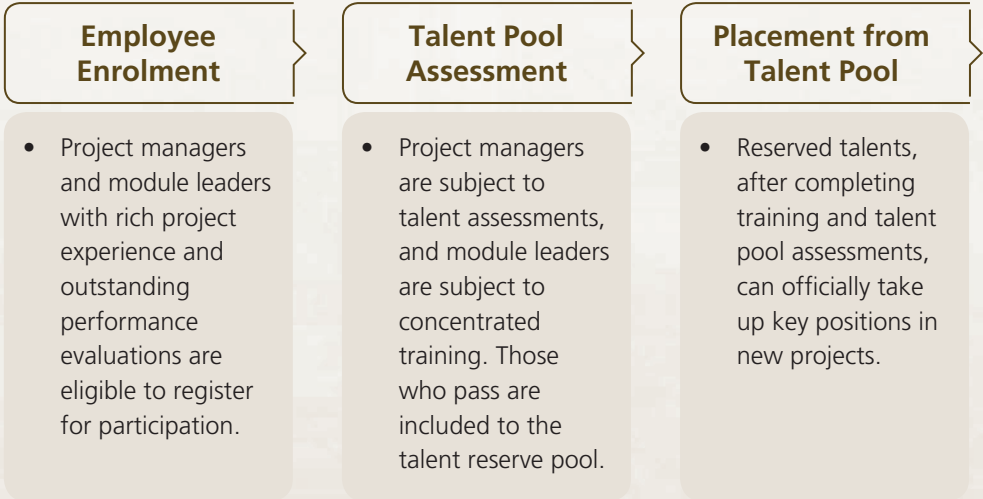 Employee
Enrolment
• Project managers
and module leaders
with rich project
experience and
outstanding
performance
evaluations are
eligible to register
for participation.
Talent Pool
Assessment
• Project managers
are subject to
talent assessments,
and module leaders
are subject to
concentrated
training. Those
who pass are
included to the
talent reserve pool.
Placement from
Talent Pool
• Reserved talents,
after completing
training and talent
pool assessments,
can officially take
up key positions in
new projects.